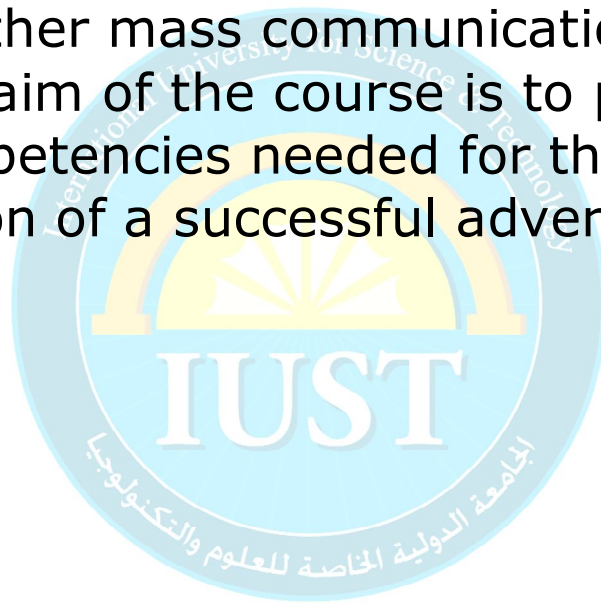 ther mass communicatio
aim of the course is to p
petencies needed for th
on of a successful adver
International University for Science & Technology
IUST
الجامعة الدولية الخاصة للعلوم والتكنولوجيا